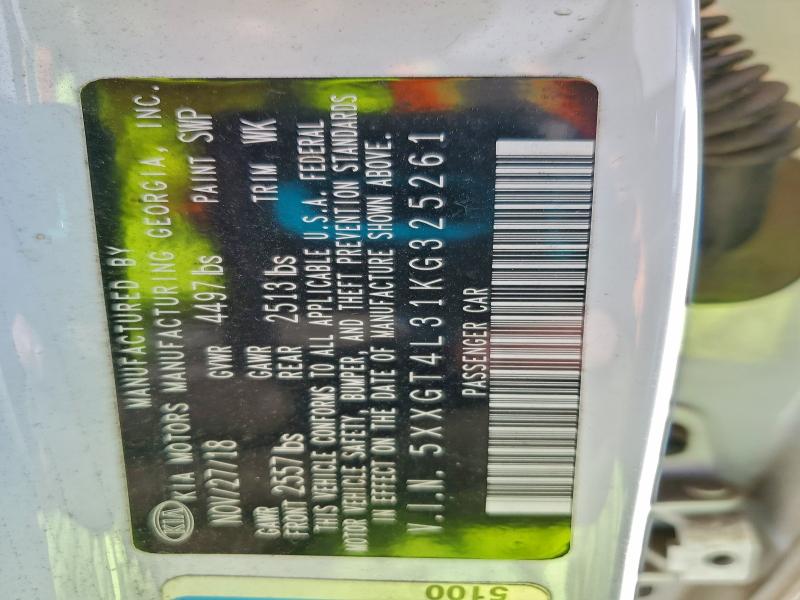 MANUFACTURED BY
KIA KIA MOTORS MANUFACTURING GEORGIA, INC.
NOV/27/18 GWR 4497lbs PAINT SWP
GAWR GAWR TRIM WK
FRONT 2557lbs REAR 2513lbs
THIS VEHICLE CONFORMS TO ALL APPLICABLE U.S.A. FEDERAL
MOTOR VEHICLE SAFETY, BUMPER, AND THEFT PREVENTION STANDARDS
IN EFFECT ON THE DATE OF MANUFACTURE SHOWN ABOVE.
V.I.N. 5XXGT4L31KG325261
PASSENGER CAR
5100